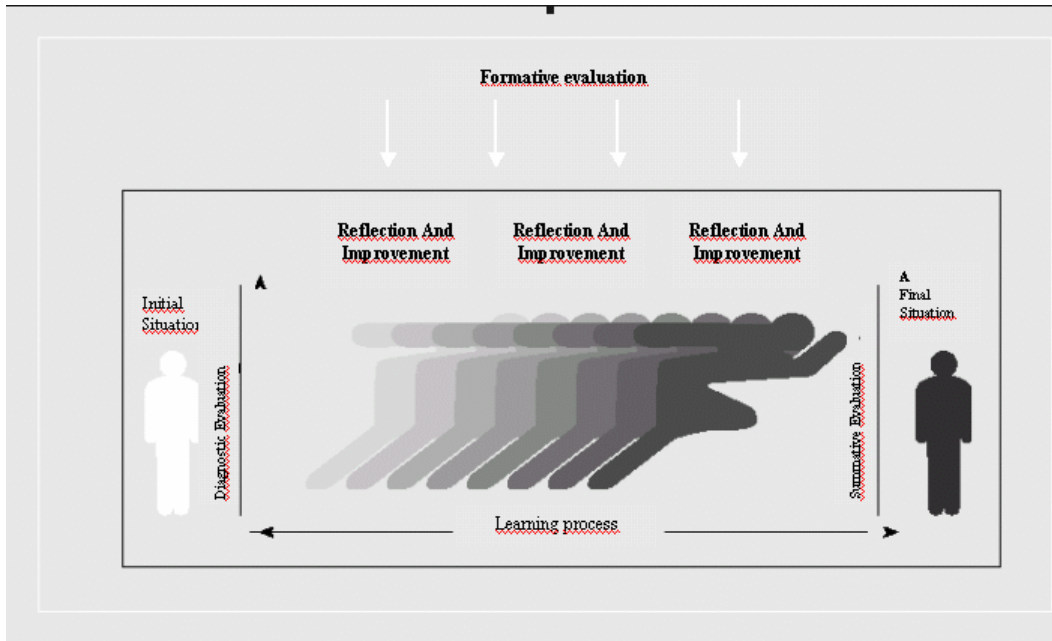 Formative evaluation
Reflection And
Improvement
Reflection And
Improvement
Reflection And
Improvement
Initial
Situation
Diagnostic Evaluation
A
Final
Situation
Summative Evaluation
Learning process